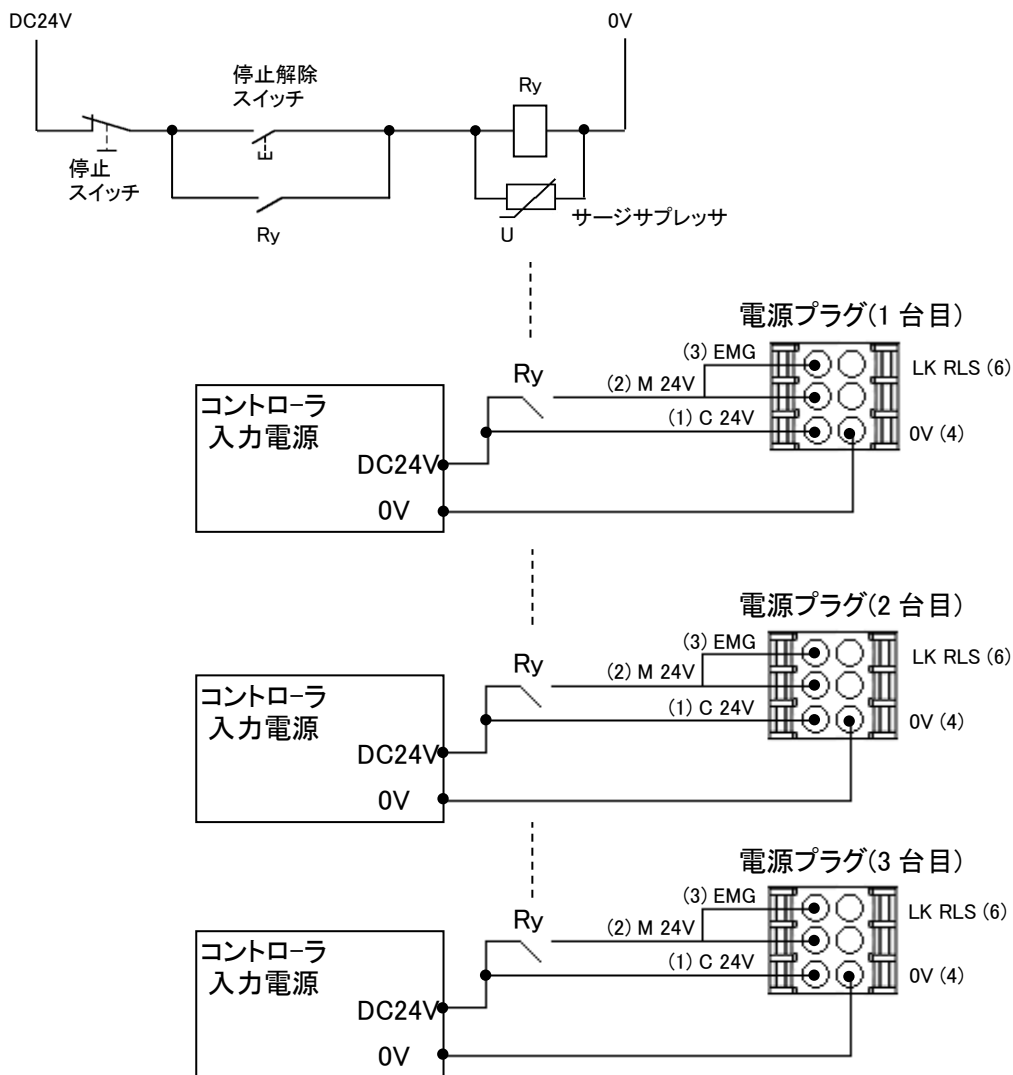 DC24V
0V
停止解除
スイッチ
Ry
停止
スイッチ
Ry
サージサプレッサ
U
電源プラグ(1 台目)
(3) EMG
LK RLS (6)
Ry
(2) M 24V
コントローラ
入力電源
(1) C 24V
0V (4)
DC24V
0V
電源プラグ(2 台目)
(3) EMG
LK RLS (6)
Ry
(2) M 24V
コントローラ
入力電源
(1) C 24V
0V (4)
DC24V
0V
電源プラグ(3 台目)
(3) EMG
LK RLS (6)
Ry
(2) M 24V
コントローラ
入力電源
(1) C 24V
0V (4)
DC24V
0V